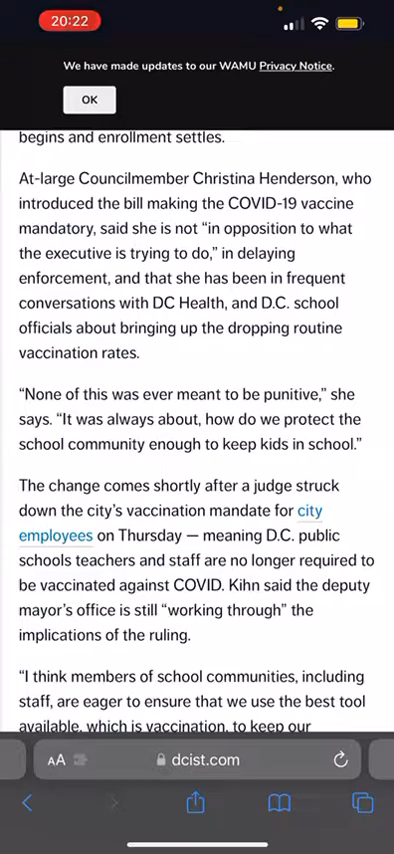 20:22
We have made updates to our WAMU Privacy Notice.
OK
begins and enrollment settles.
At-large Councilmember Christina Henderson, who
introduced the bill making the COVID-19 vaccine
mandatory, said she is not “in opposition to what
the executive is trying to do,” in delaying
enforcement, and that she has been in frequent
conversations with DC Health, and D.C. school
officials about bringing up the dropping routine
vaccination rates.
“None of this was ever meant to be punitive,” she
says. “It was always about, how do we protect the
school community enough to keep kids in school.”
The change comes shortly after a judge struck
down the city’s vaccination mandate for city
employees on Thursday — meaning D.C. public
schools teachers and staff are no longer required to
be vaccinated against COVID. Kihn said the deputy
mayor’s office is still “working through” the
implications of the ruling.
“I think members of school communities, including
staff, are eager to ensure that we use the best tool
available, which is vaccination, to keep our
AA
dcist.com